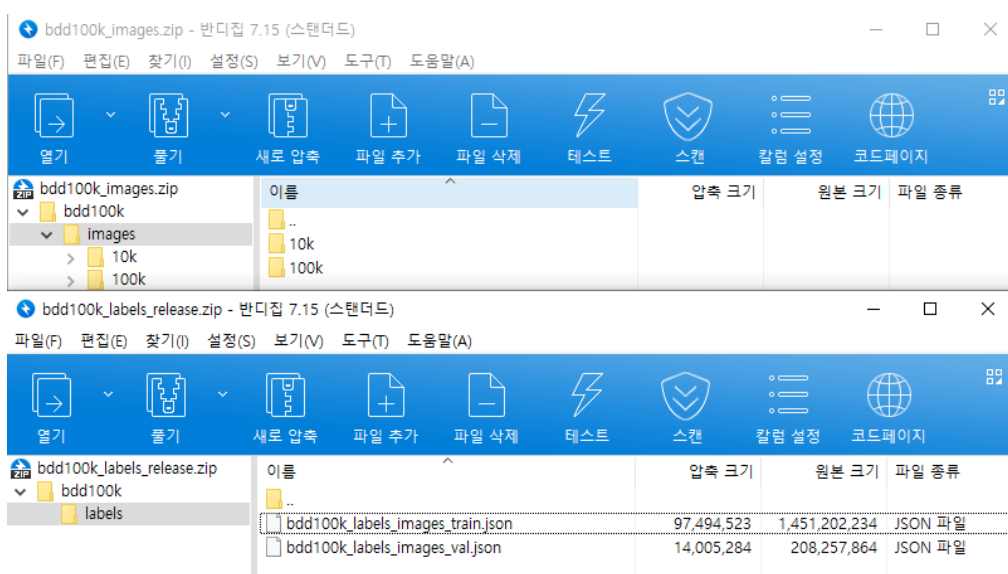 bdd100k_images.zip - 반디집 7.15 (스탠더드)
파일(F) 편집(E) 찾기(I) 설정(S) 보기(V) 도구(T) 도움말(A)
열기 풀기 새로 압축 파일 추가 파일 삭제 테스트 스캔 칼럼 설정 코드페이지
bdd100k_images.zip
bdd100k
images
10k
100k
이름 압축 크기 원본 크기 파일 종류
..
10k
100k
bdd100k_labels_release.zip - 반디집 7.15 (스탠더드)
파일(F) 편집(E) 찾기(I) 설정(S) 보기(V) 도구(T) 도움말(A)
열기 풀기 새로 압축 파일 추가 파일 삭제 테스트 스캔 칼럼 설정 코드페이지
bdd100k_labels_release.zip
bdd100k
labels
이름 압축 크기 원본 크기 파일 종류
..
bdd100k_labels_images_train.json 97,494,523 1,451,202,234 JSON 파일
bdd100k_labels_images_val.json 14,005,284 208,257,864 JSON 파일